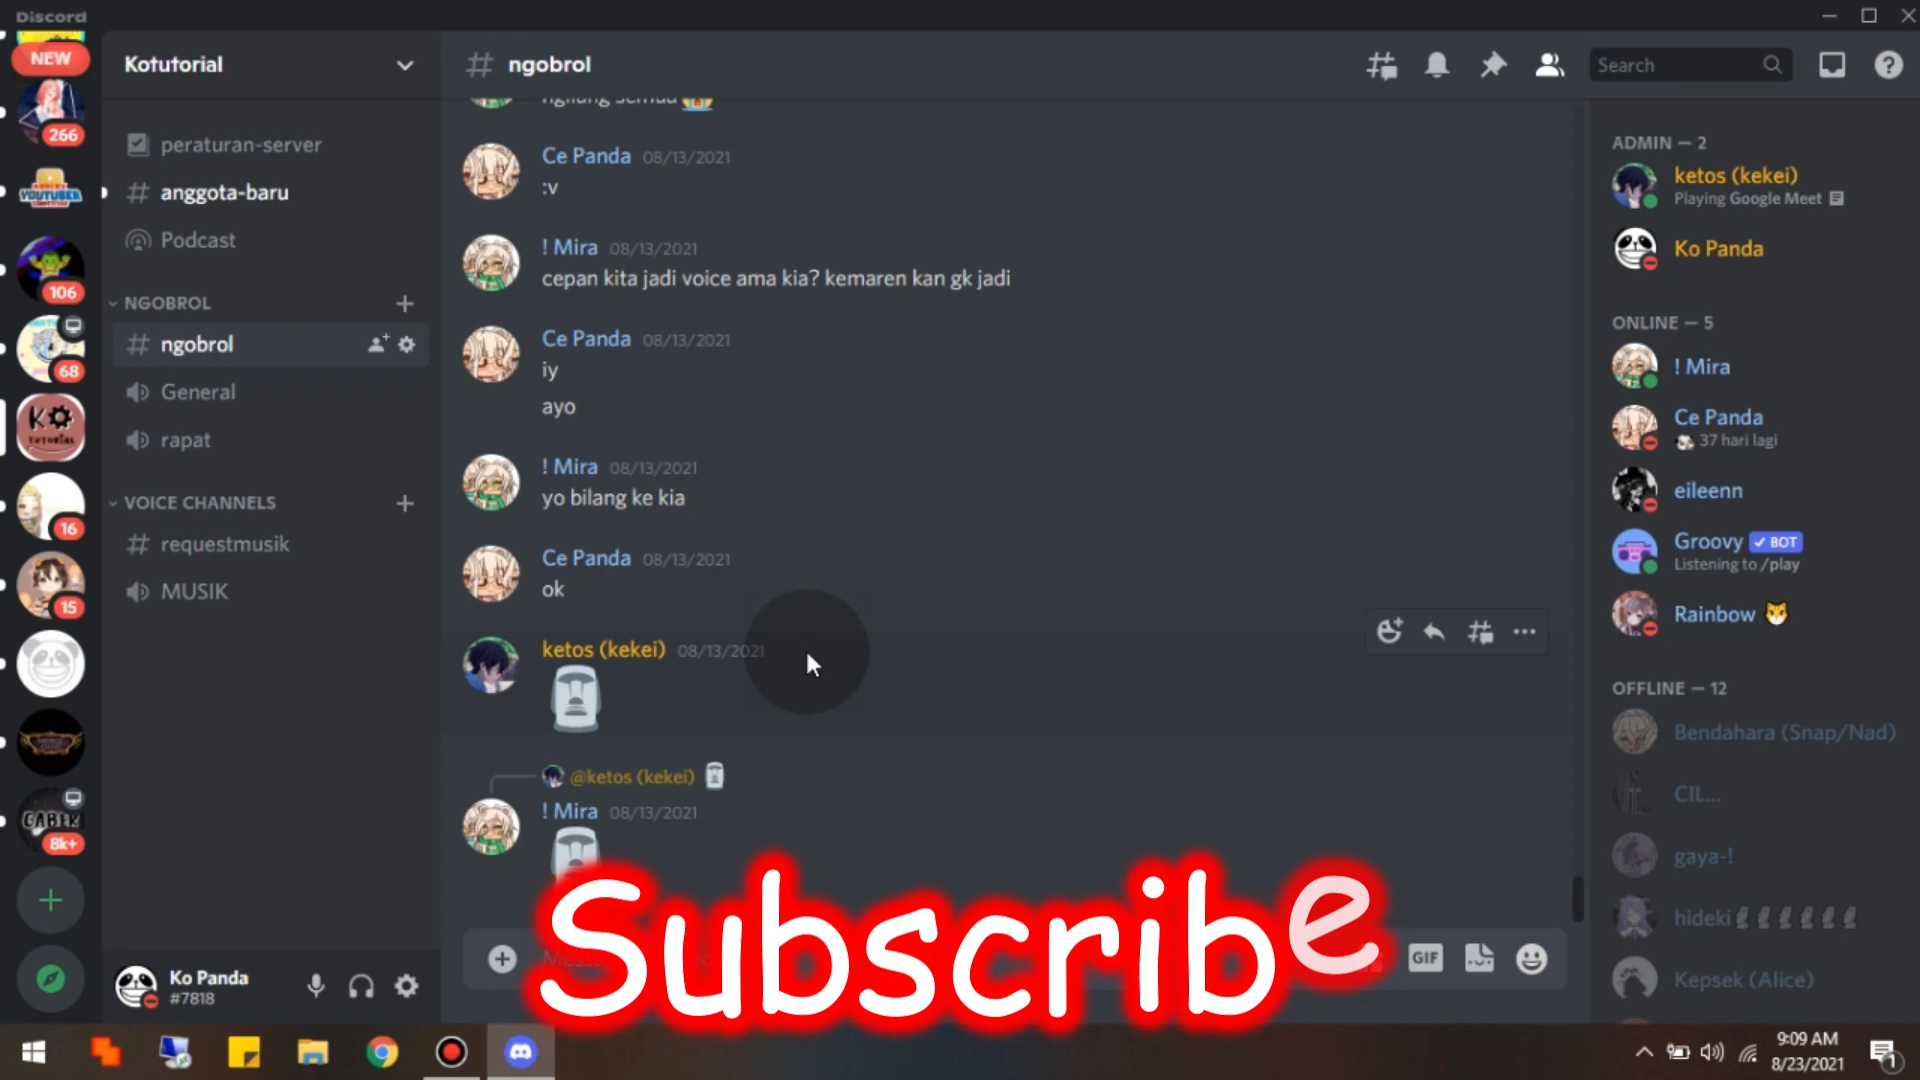 Discord
NEW
266
YOUTUBER
106
68
KO
TUTORIAL
16
15
8k+
Kotutorial
peraturan-server
anggota-baru
Podcast
NGOBROL
ngobrol
General
rapat
VOICE CHANNELS
requestmusik
MUSIK
Ko Panda
#7818
ngobrol
Search
ngilang semua
Ce Panda 08/13/2021
:v
! Mira 08/13/2021
cepan kita jadi voice ama kia? kemaren kan gk jadi
Ce Panda 08/13/2021
iy
ayo
! Mira 08/13/2021
yo bilang ke kia
Ce Panda 08/13/2021
ok
ketos (kekei) 08/13/2021
@ketos (kekei)
! Mira 08/13/2021
Subscribe
GIF
ADMIN — 2
ketos (kekei)
Playing Google Meet
Ko Panda
ONLINE — 5
! Mira
Ce Panda
37 hari lagi
eileenn
Groovy BOT
Listening to /play
Rainbow
OFFLINE — 12
Bendahara (Snap/Nad)
CIL...
gaya-!
hideki
Kepsek (Alice)
9:09 AM
8/23/2021
1